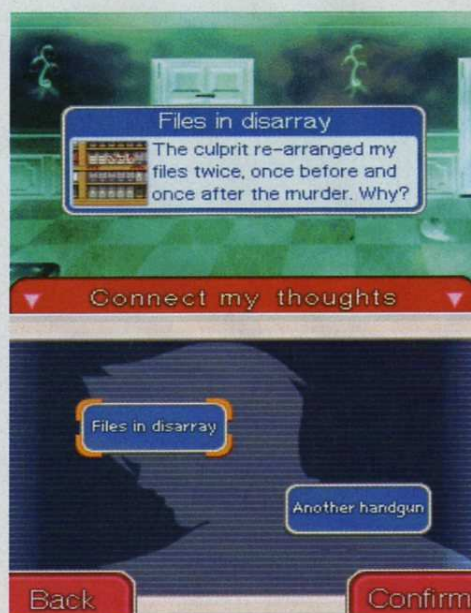 Files in disarray
The culprit re-arranged my
files twice, once before and
once after the murder. Why?
Connect my thoughts
Files in disarray
Another handgun
Back
Confirm